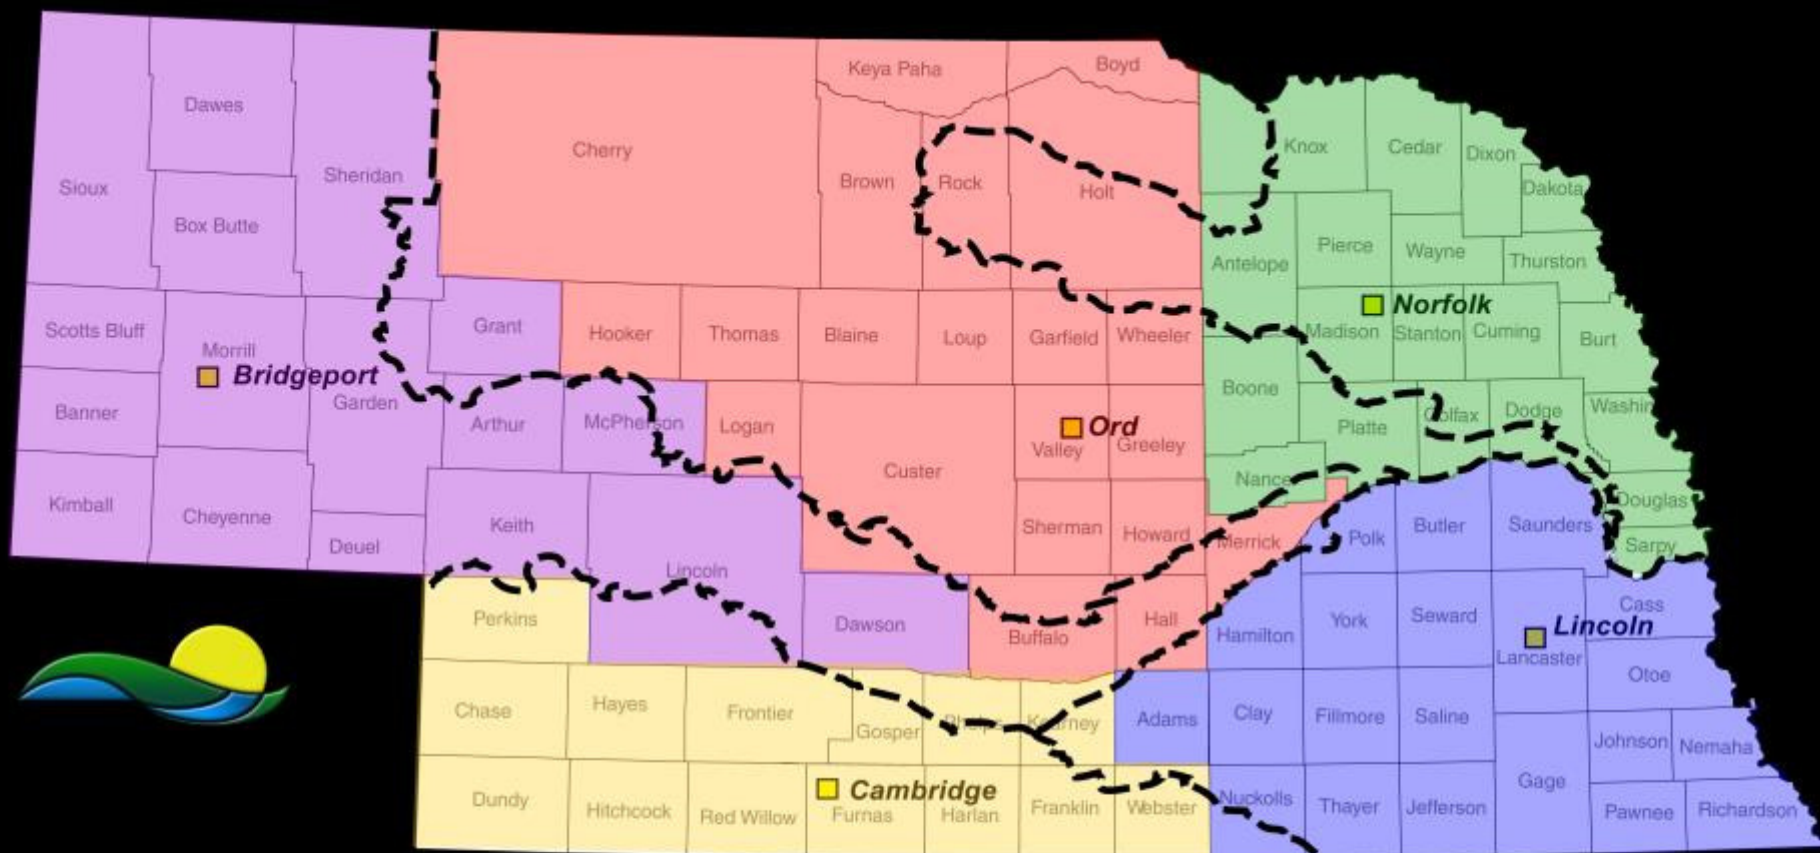 Keya Paha
Boyd
Dawes
Cherry
Knox
Cedar
Dixon
Sheridan
Sioux
Brown
Rock
Holt
Dakota
Box Butte
Pierce
Wayne
Antelope
Thurston
Norfolk
Scotts Bluff
Grant
Hooker
Thomas
Blaine
Loup
Garfield
Wheeler
Madison
Stanton
Cuming
Burt
Morrill
Bridgeport
Garden
Banner
Arthur
McPherson
Logan
Ord
Valley
Greeley
Boone
Platte
Colfax
Dodge
Washin
Custer
Kimball
Cheyenne
Keith
Nance
Douglas
Deuel
Sherman
Howard
Merrick
Polk
Butler
Saunders
Sarpy
Lincoln
Perkins
Dawson
Buffalo
Hall
Hamilton
York
Seward
Cass
Lincoln
Lancaster
Otoe
Chase
Hayes
Frontier
Gosper
Phelps
Kearney
Adams
Clay
Fillmore
Saline
Johnson
Nemaha
Dundy
Hitchcock
Red Willow
Cambridge
Furnas
Harlan
Franklin
Webster
Nuckolls
Thayer
Jefferson
Gage
Pawnee
Richardson